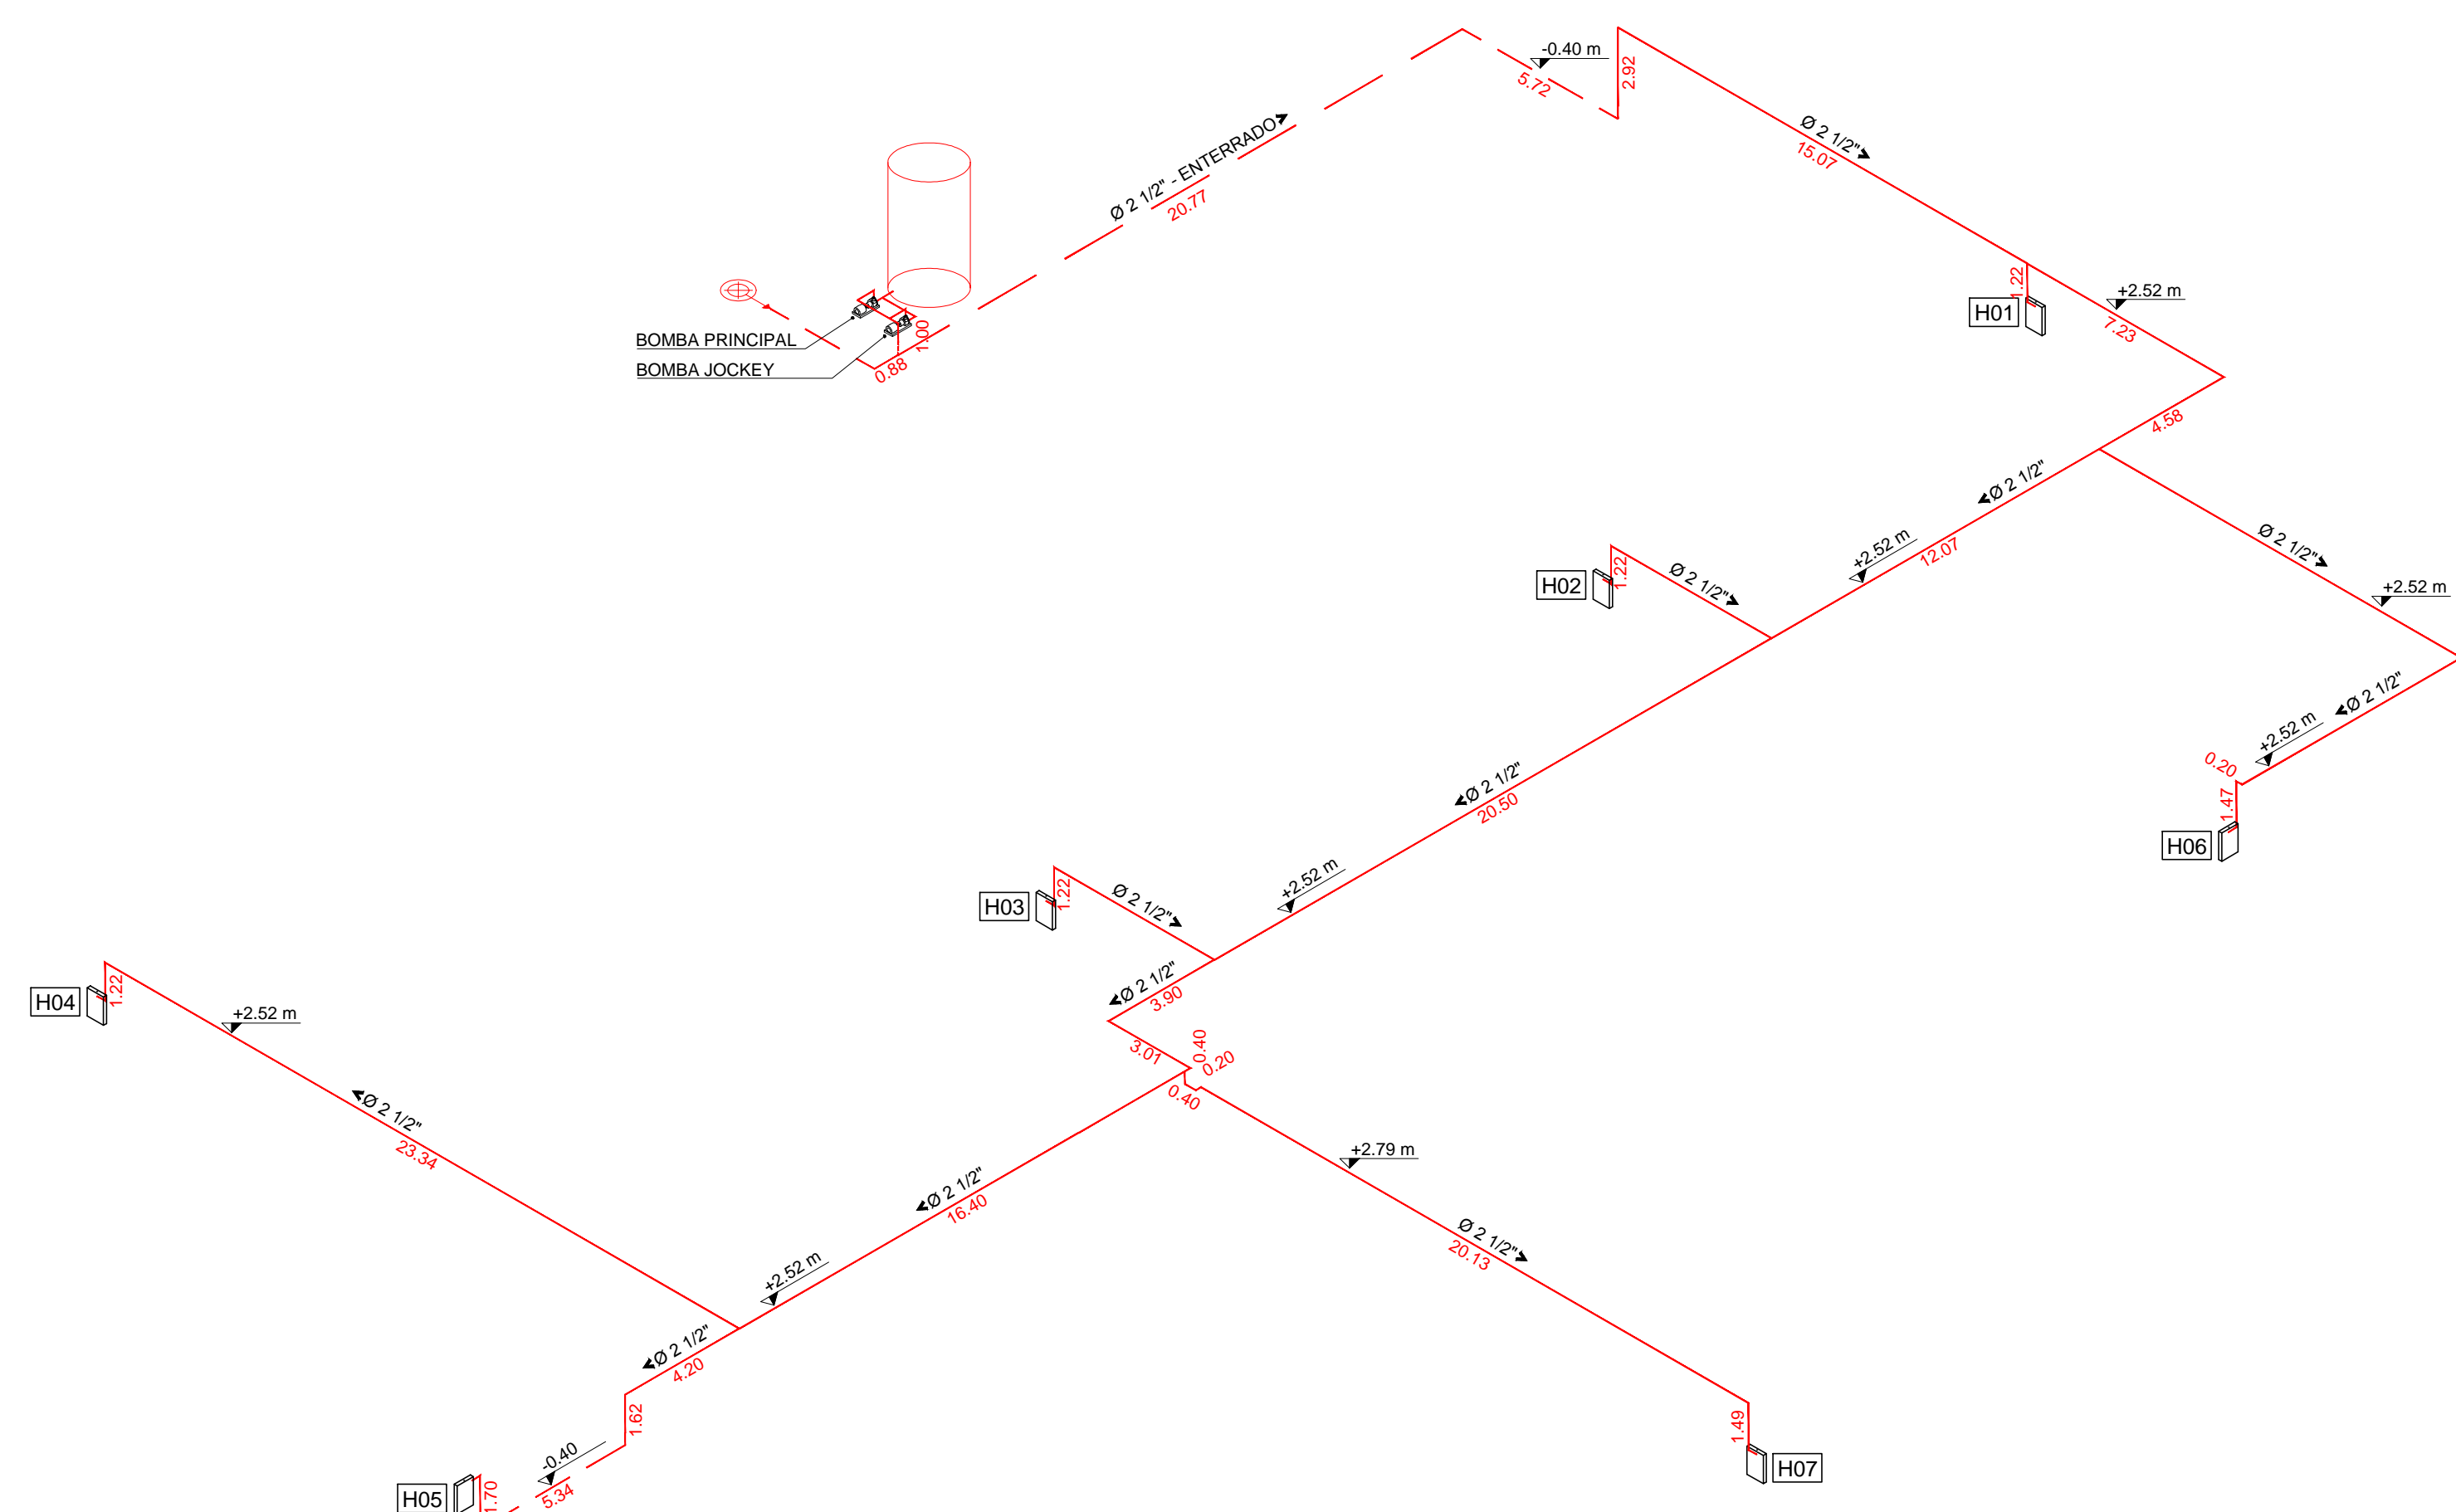 -0.40 m
2.92
5.72
Ø 2 1/2"
15.07
Ø 2 1/2" - ENTERRADO
20.77
1.22
+2.52 m
H01
7.23
BOMBA PRINCIPAL
1.00
BOMBA JOCKEY
0.88
4.58
Ø 2 1/2"
+2.52 m
12.07
Ø 2 1/2"
1.22
H02
Ø 2 1/2"
+2.52 m
Ø 2 1/2"
+2.52 m
0.20
1.47
H06
Ø 2 1/2"
20.50
+2.52 m
1.22
H03
Ø 2 1/2"
Ø 2 1/2"
3.90
1.22
H04
+2.52 m
3.01
0.40
0.20
0.40
Ø 2 1/2"
23.34
+2.79 m
Ø 2 1/2"
16.40
Ø 2 1/2"
20.13
+2.52 m
Ø 2 1/2"
4.20
1.62
1.49
H07
-0.40
5.34
H05
1.70